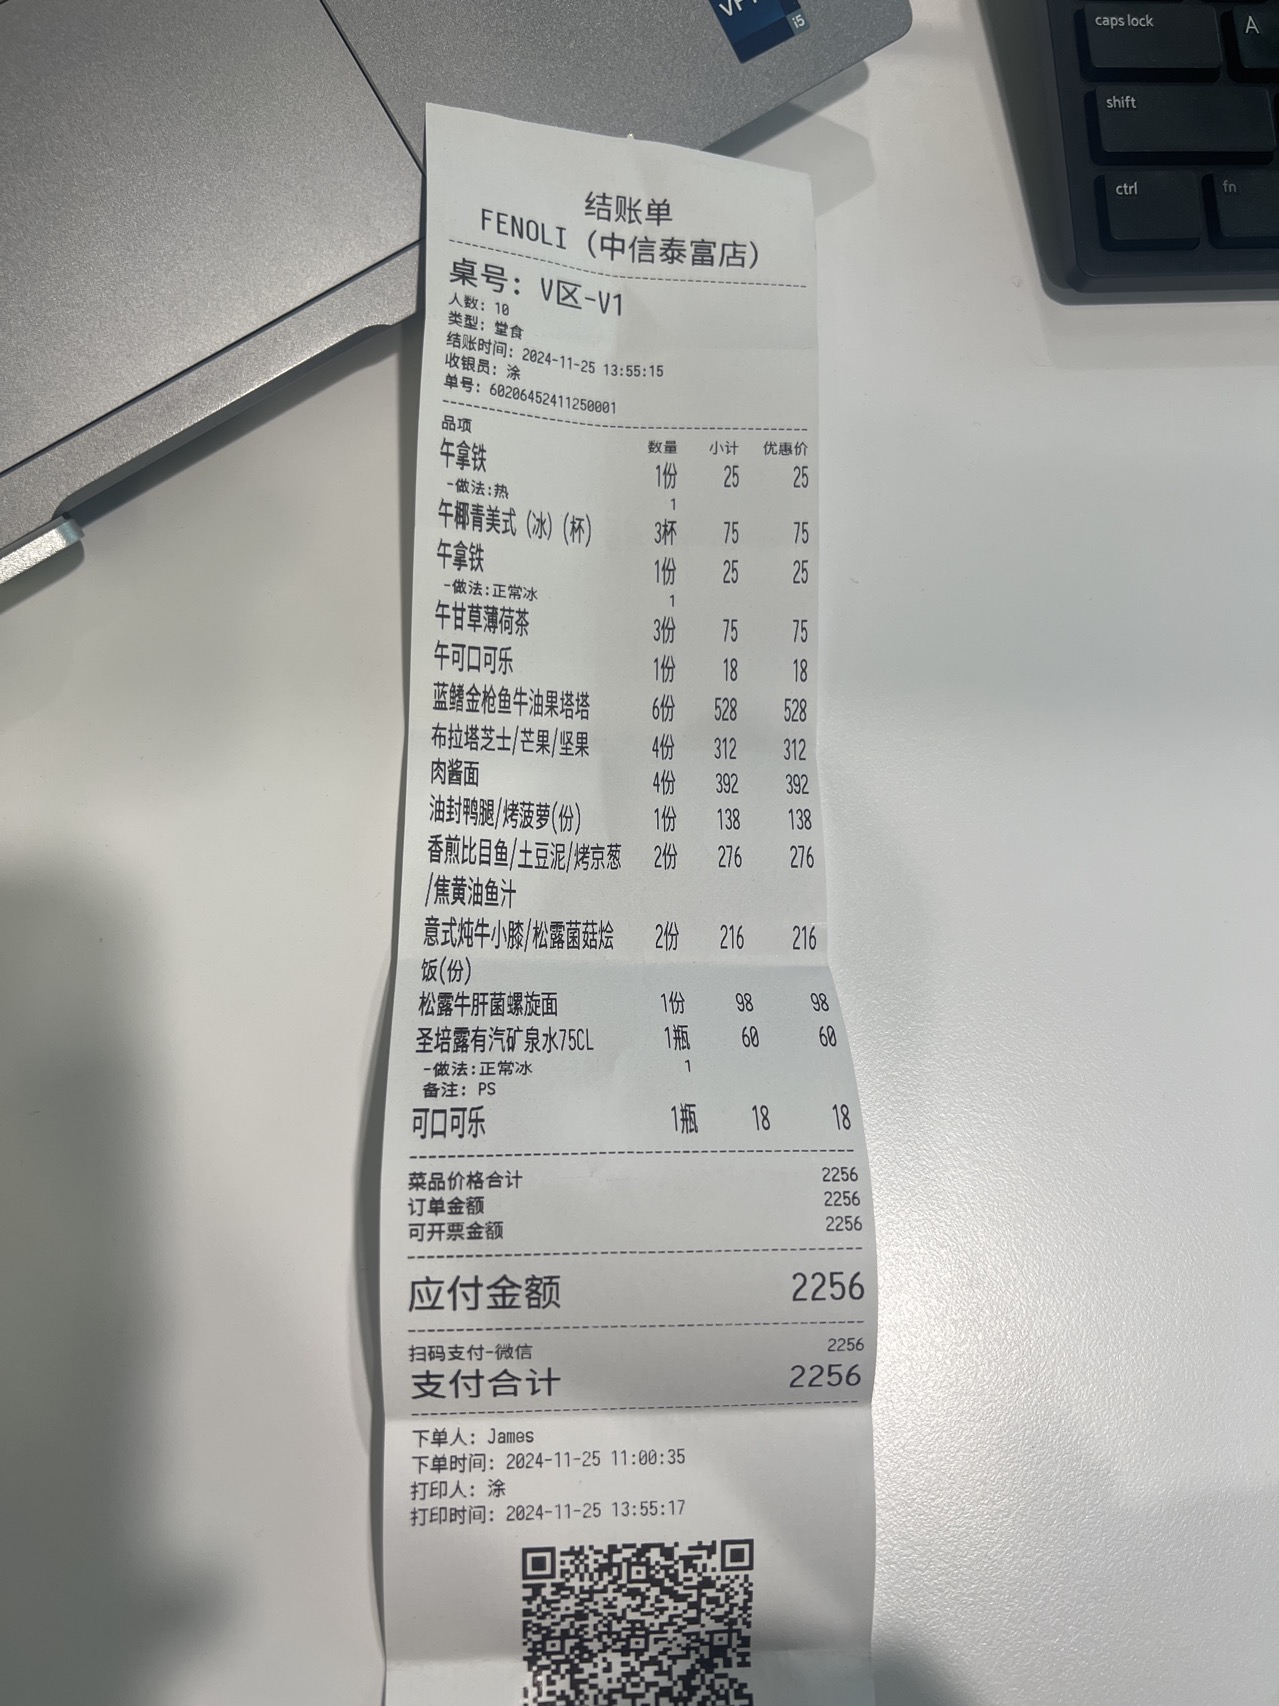 i5
caps lock
A
shift
ctrl
fn
结账单
FENOLI (中信泰富店)
桌号: V区-V1
人数: 10
类型: 堂食
结账时间: 2024-11-25 13:55:15
收银员: 涂
单号: 60206452411250001
品项 数量 小计 优惠价
午拿铁 1份 25 25
-做法:热 1
午椰青美式 (冰) (杯) 3杯 75 75
午拿铁 1份 25 25
-做法:正常冰 1
午甘草薄荷茶 3份 75 75
午可口可乐 1份 18 18
蓝鳍金枪鱼牛油果塔塔 6份 528 528
布拉塔芝士/芒果/坚果 4份 312 312
肉酱面 4份 392 392
油封鸭腿/烤菠萝(份) 1份 138 138
香煎比目鱼/土豆泥/烤京葱 2份 276 276
/焦黄油鱼汁
意式炖牛小膝/松露菌菇烩 2份 216 216
饭(份)
松露牛肝菌螺旋面 1份 98 98
圣培露有汽矿泉水75CL 1瓶 60 60
-做法:正常冰 1
备注: PS
可口可乐 1瓶 18 18
菜品价格合计 2256
订单金额 2256
可开票金额 2256
应付金额 2256
扫码支付-微信 2256
支付合计 2256
下单人: James
下单时间: 2024-11-25 11:00:35
打印人: 涂
打印时间: 2024-11-25 13:55:17